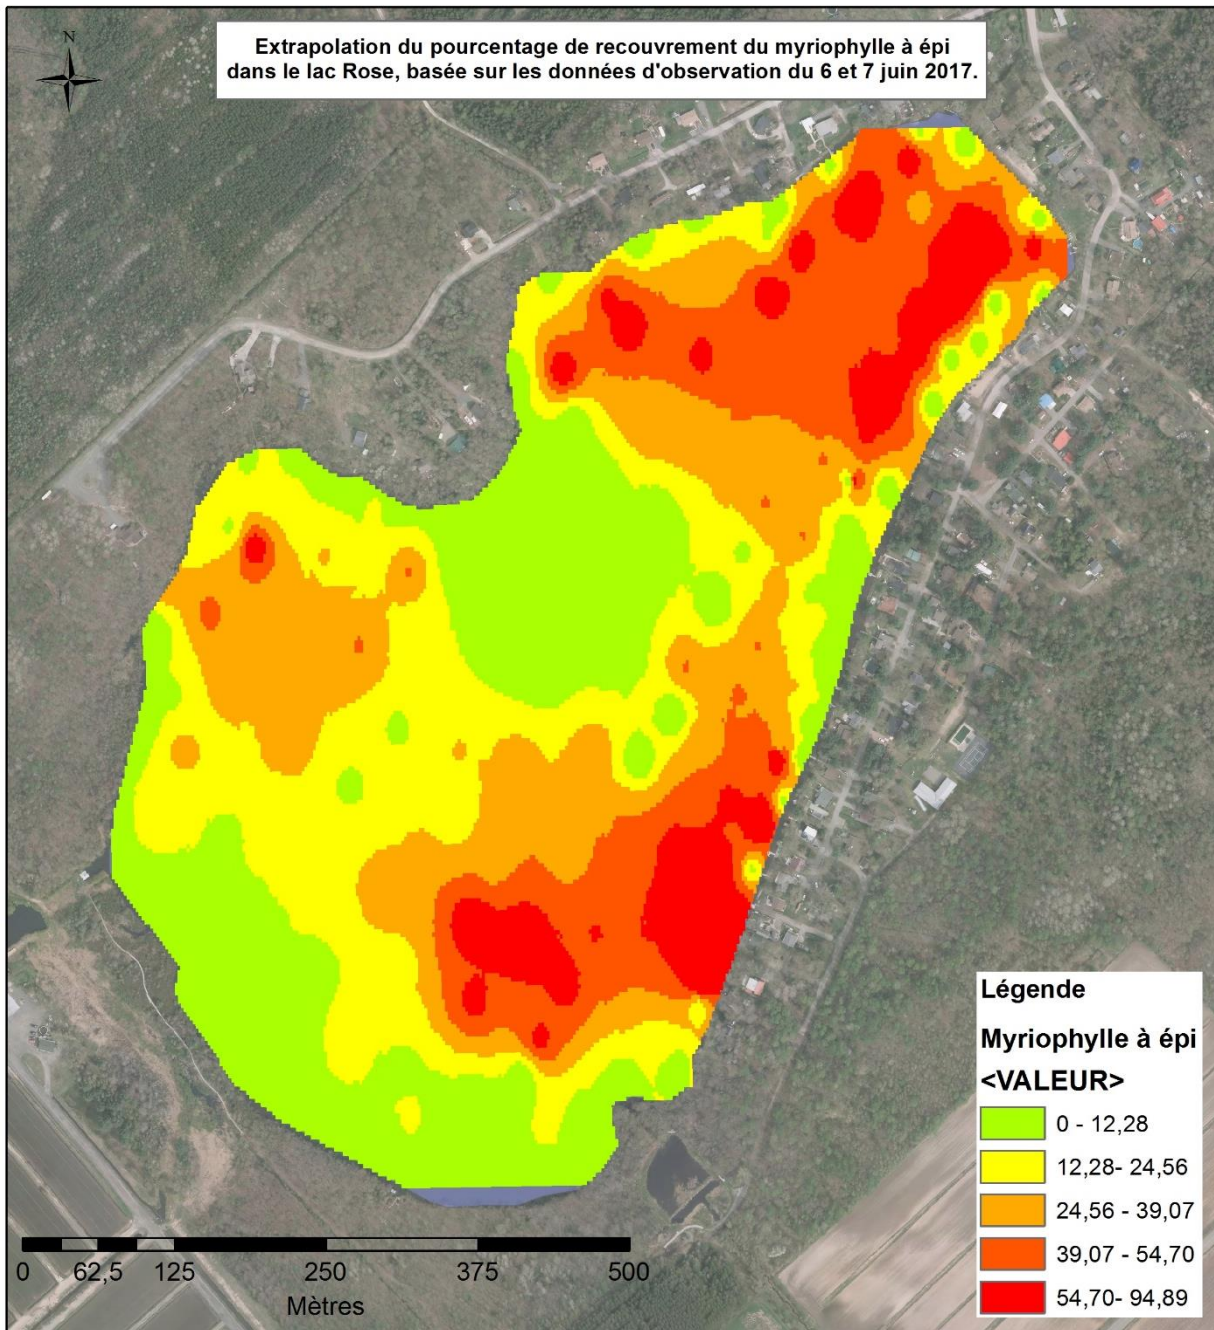 N
Extrapolation du pourcentage de recouvrement du myriophylle à épi
dans le lac Rose, basée sur les données d'observation du 6 et 7 juin 2017.
Légende
Myriophylle à épi
<VALEUR>
0 - 12,28
12,28- 24,56
24,56 - 39,07
39,07 - 54,70
54,70- 94,89
0 62,5 125 250 375 500
Mètres